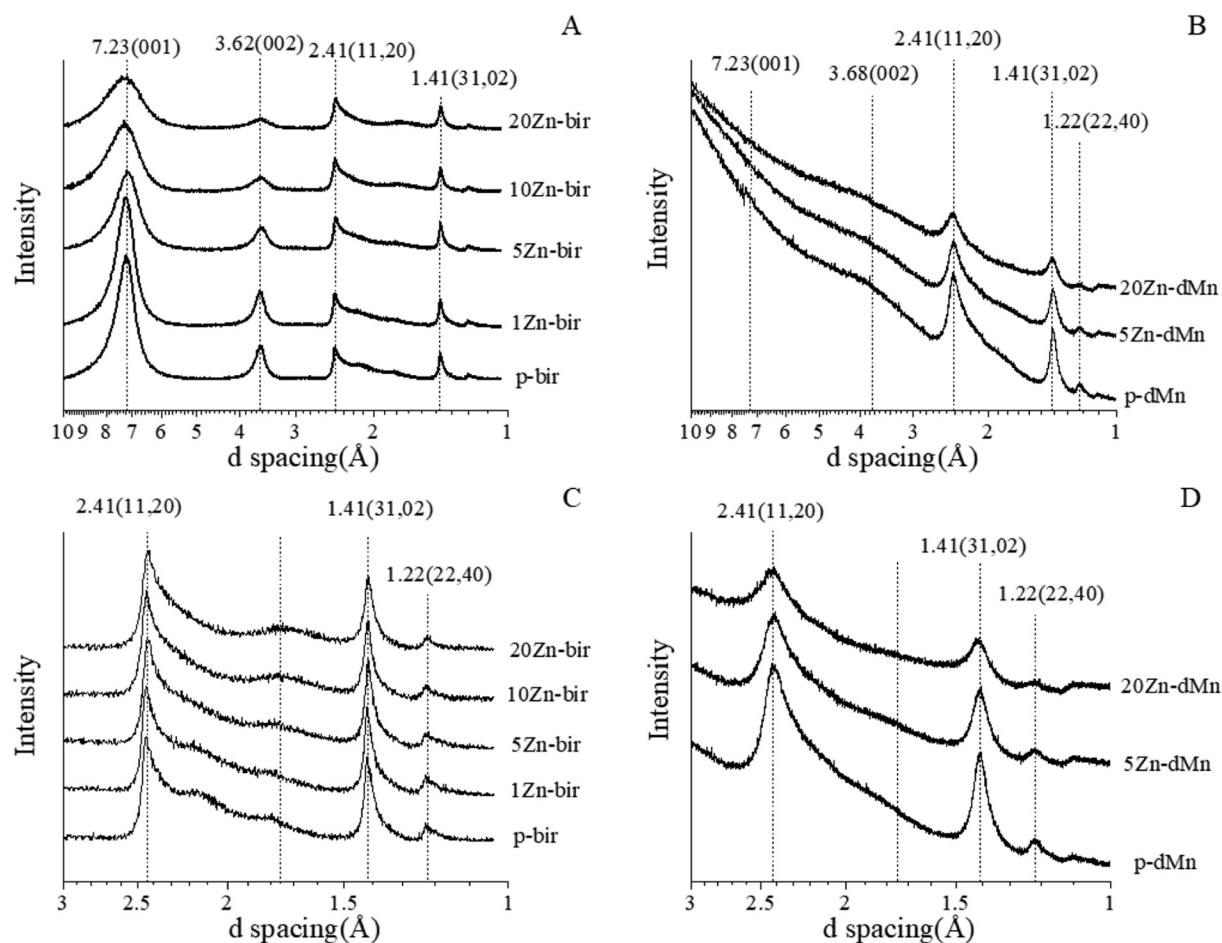 A
7.23(001)
3.62(002)
2.41(11,20)
1.41(31,02)
20Zn-bir
10Zn-bir
5Zn-bir
1Zn-bir
p-bir
Intensity
10 9 8 7 6 5 4 3 2 1
d spacing(Å)
B
2.41(11,20)
7.23(001)
3.68(002)
1.41(31,02)
1.22(22,40)
20Zn-dMn
5Zn-dMn
p-dMn
Intensity
10 9 8 7 6 5 4 3 2 1
d spacing(Å)
C
2.41(11,20)
1.41(31,02)
1.22(22,40)
20Zn-bir
10Zn-bir
5Zn-bir
1Zn-bir
p-bir
Intensity
3 2.5 2 1.5 1
d spacing(Å)
D
2.41(11,20)
1.41(31,02)
1.22(22,40)
20Zn-dMn
5Zn-dMn
p-dMn
Intensity
3 2.5 2 1.5 1
d spacing(Å)